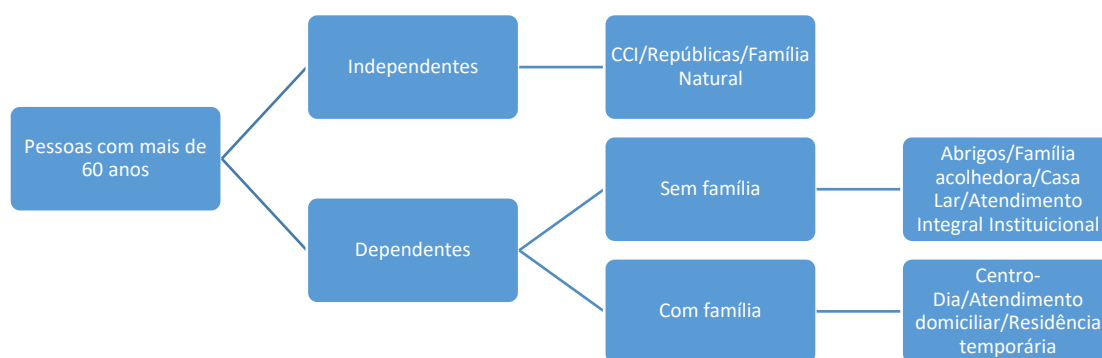 Pessoas com mais de
60 anos
Independentes
CCI/Repúblicas/Família
Natural
Dependentes
Sem família
Abrigos/Família
acolhedora/Casa
Lar/Atendimento
Integral Instituicional
Com família
Centro-
Dia/Atendimento
domiciliar/Residência
temporária